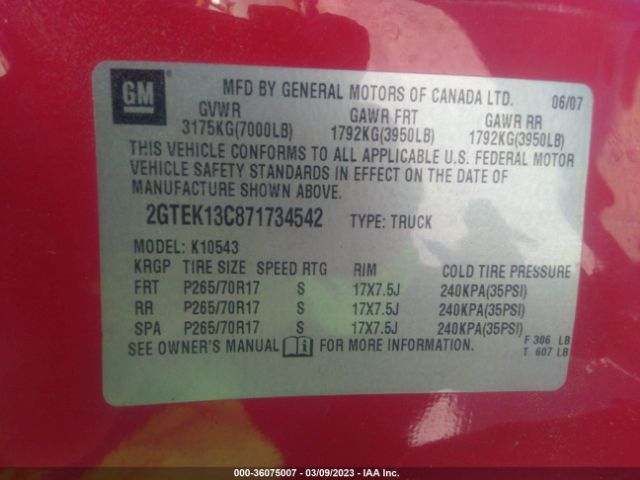 GM
MFD BY GENERAL MOTORS OF CANADA LTD. 06/07
GVWR GAWR FRT GAWR RR
3175KG(7000LB) 1792KG(3950LB) 1792KG(3950LB)
THIS VEHICLE CONFORMS TO ALL APPLICABLE U.S. FEDERAL MOTOR
VEHICLE SAFETY STANDARDS IN EFFECT ON THE DATE OF
MANUFACTURE SHOWN ABOVE.
2GTEK13C871734542 TYPE: TRUCK
MODEL: K10543
KRGP TIRE SIZE SPEED RTG RIM COLD TIRE PRESSURE
FRT P265/70R17 S 17X7.5J 240KPA(35PSI)
RR P265/70R17 S 17X7.5J 240KPA(35PSI)
SPA P265/70R17 S 17X7.5J 240KPA(35PSI)
SEE OWNER'S MANUAL i FOR MORE INFORMATION. F 306 LB
T 607 LB
000-36075007 - 03/09/2023 - IAA Inc.